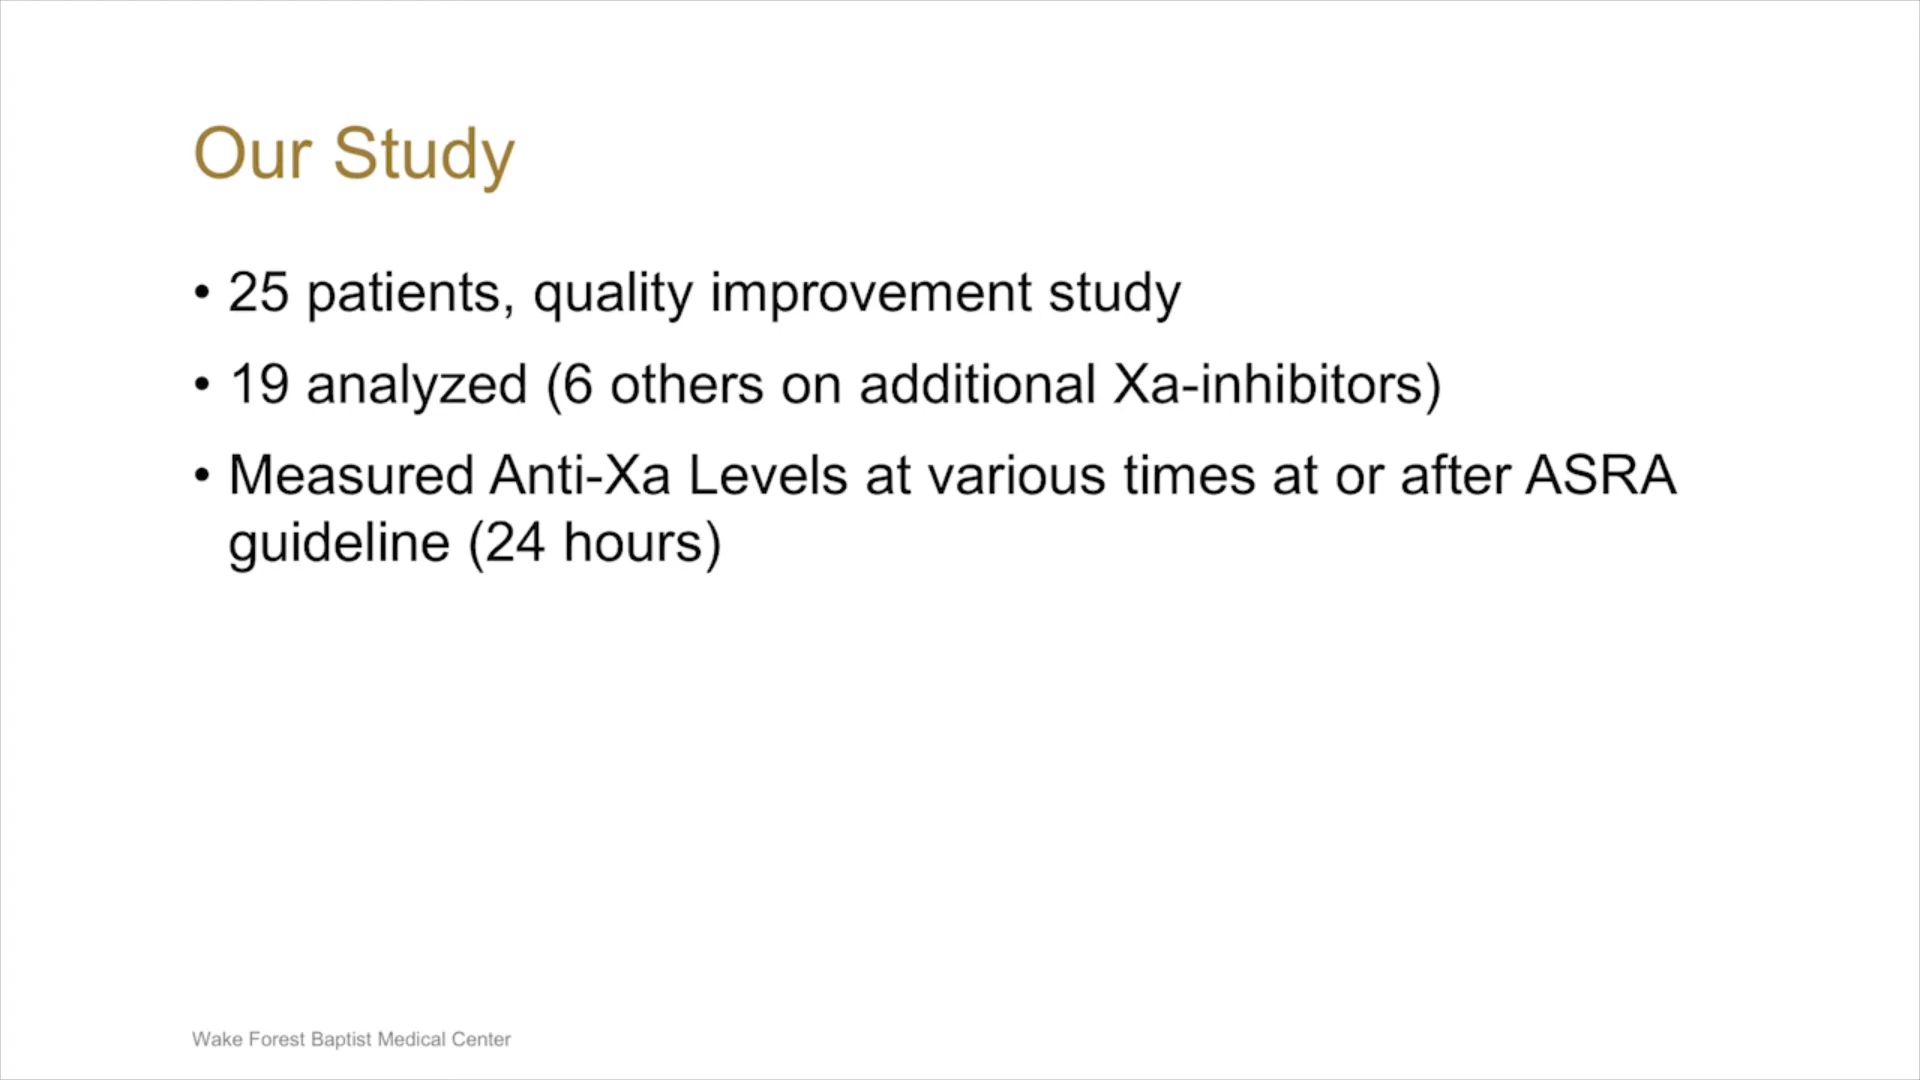 Our Study
• 25 patients, quality improvement study
• 19 analyzed (6 others on additional Xa-inhibitors)
• Measured Anti-Xa Levels at various times at or after ASRA
guideline (24 hours)
Wake Forest Baptist Medical Center